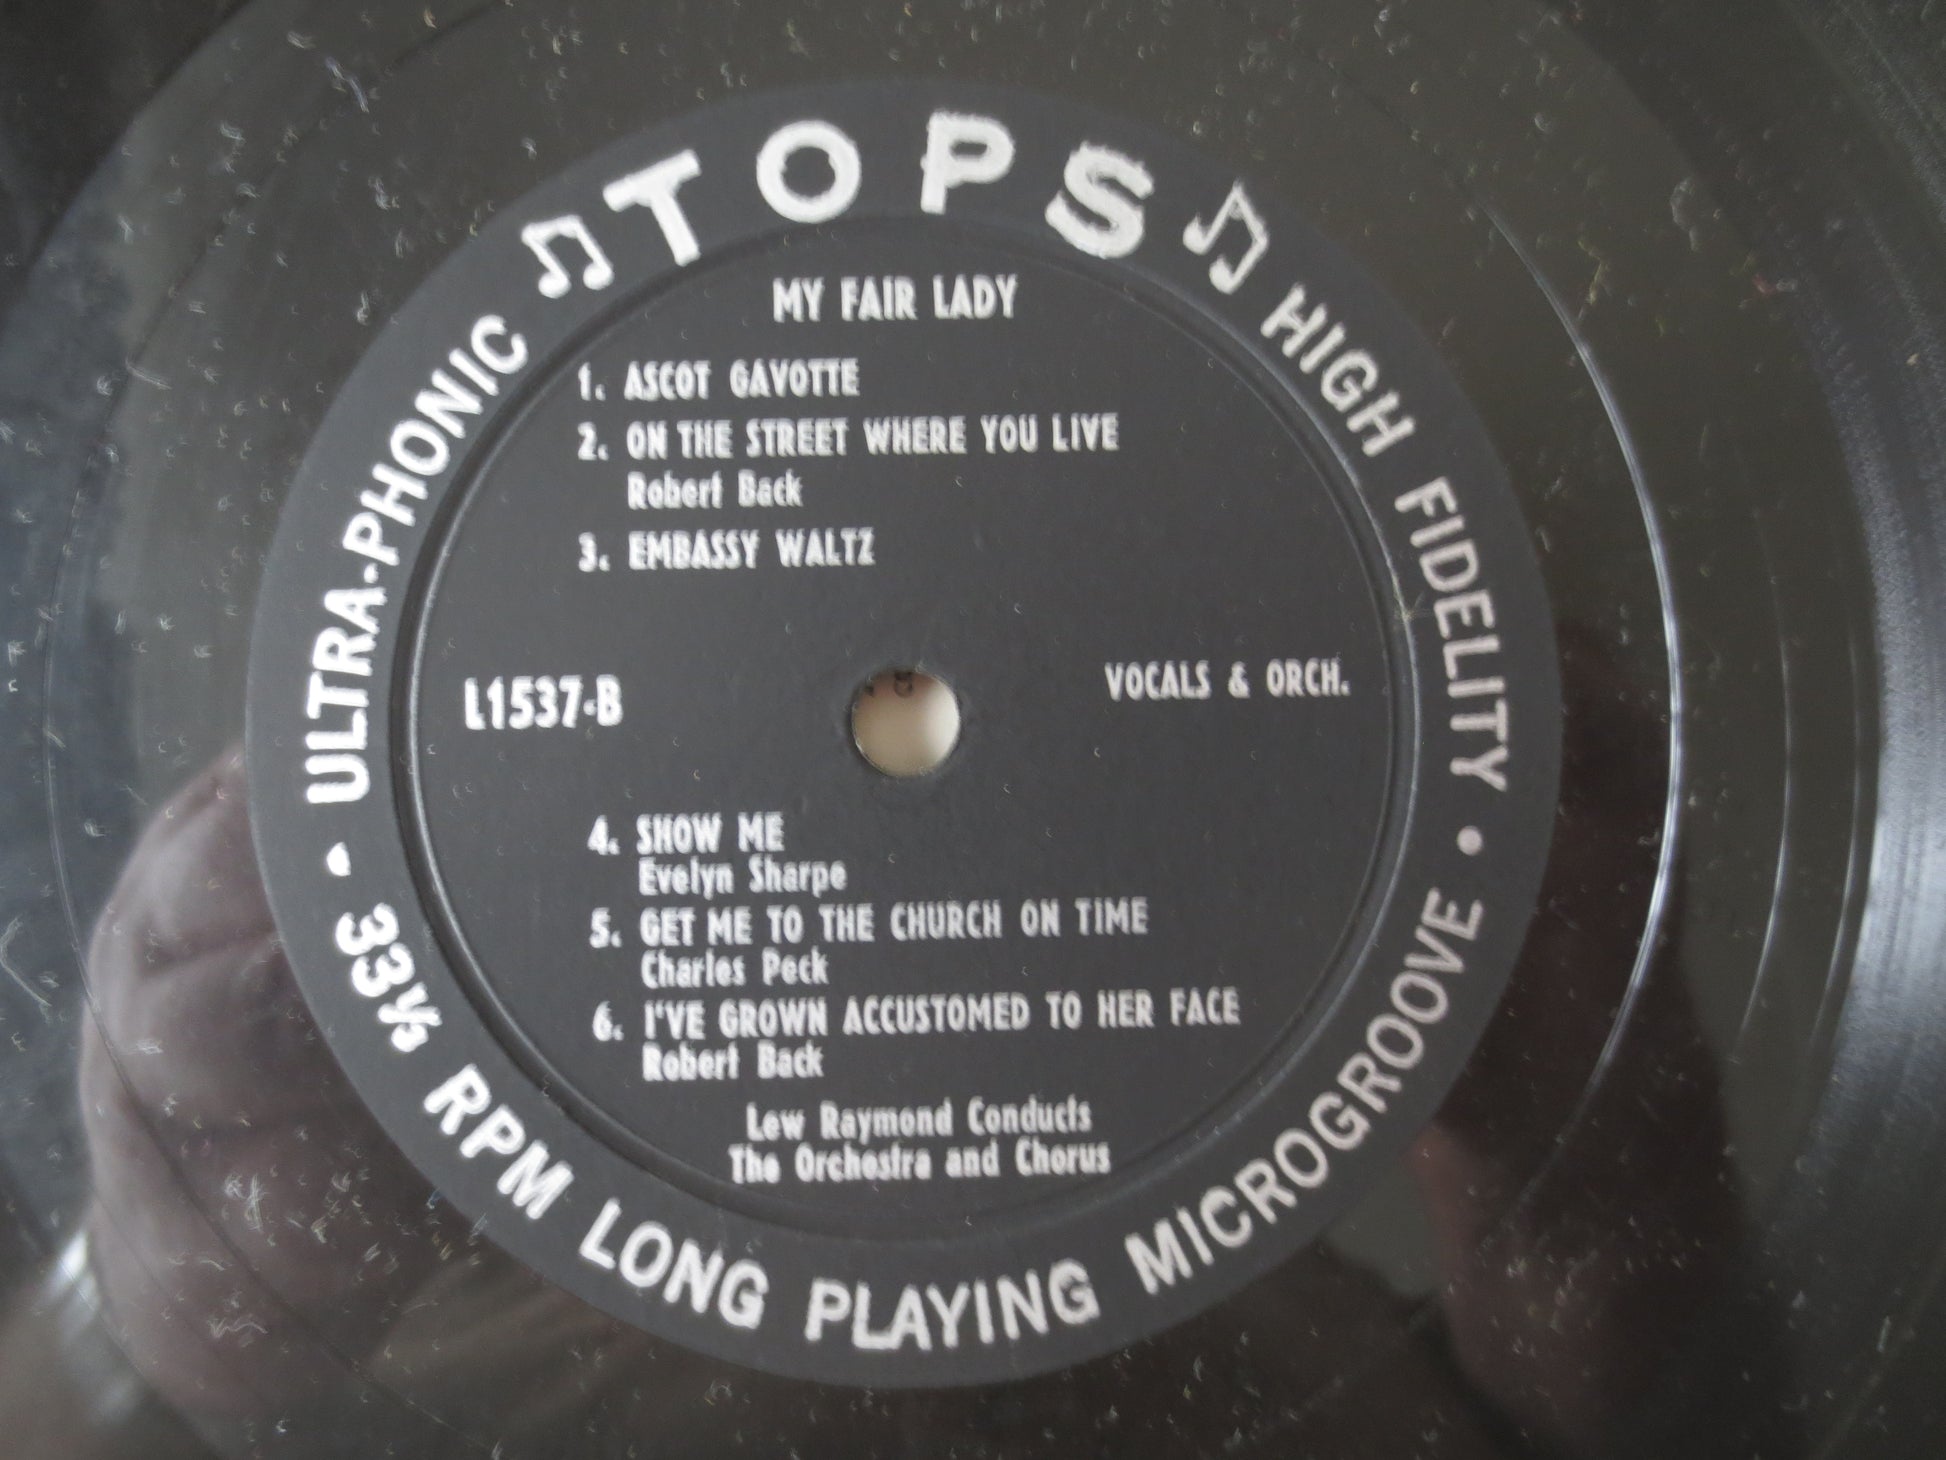 ♫ TOPS ♫
HIGH FIDELITY
ULTRA-PHONIC
MY FAIR LADY
1. ASCOT GAVOTTE
2. ON THE STREET WHERE YOU LIVE
Robert Back
3. EMBASSY WALTZ
L1537-B
VOCALS & ORCH.
4. SHOW ME
Evelyn Sharpe
5. GET ME TO THE CHURCH ON TIME
Charles Peck
6. I'VE GROWN ACCUSTOMED TO HER FACE
Robert Back
Lew Raymond Conducts
The Orchestra and Chorus
• 33⅓ RPM LONG PLAYING MICROGROOVE •